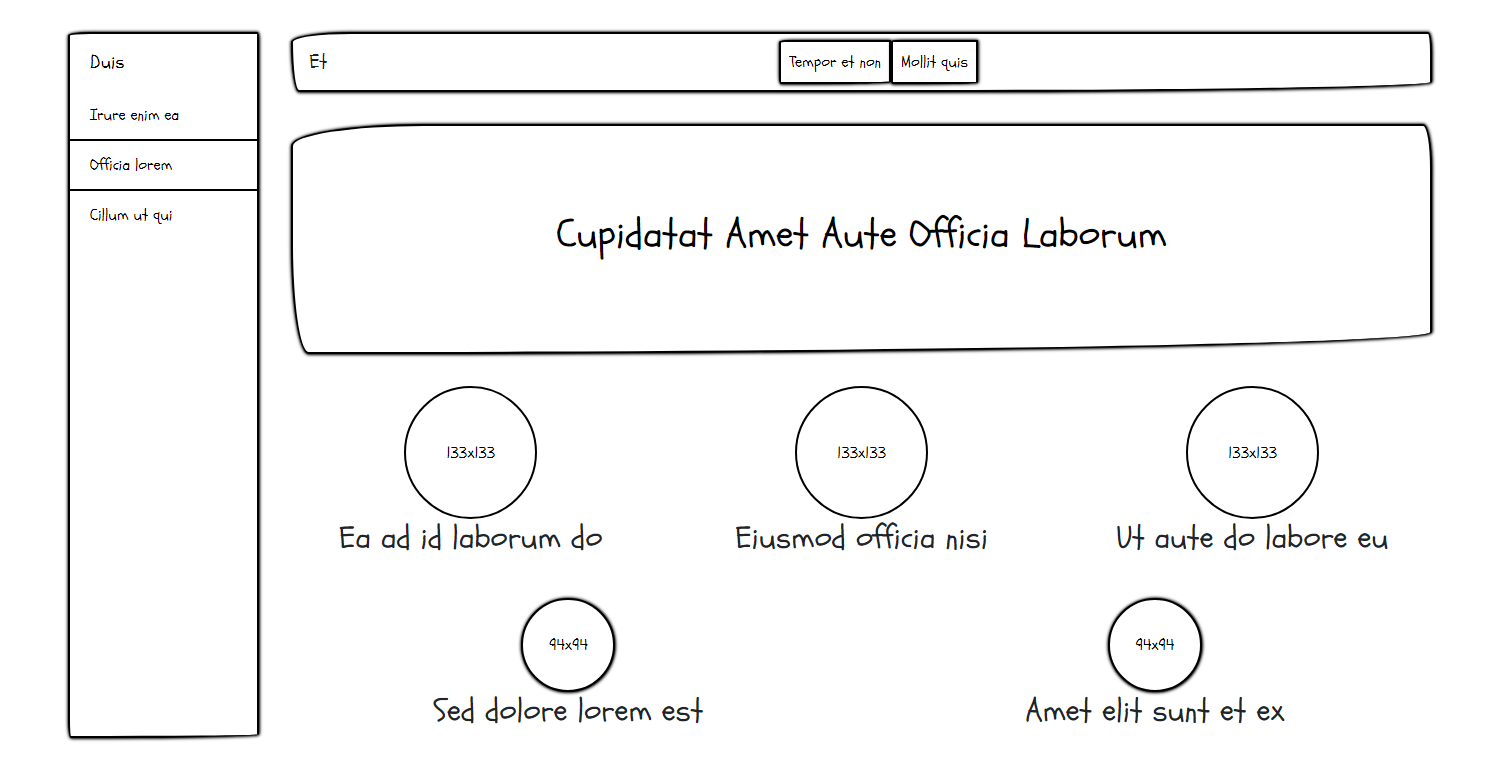 Duis
Irure enim ea
Officia lorem
Cillum ut qui
Et
Tempor et non
Mollit quis
Cupidatat Amet Aute Officia Laborum
133x133
133x133
133x133
Ea ad id laborum do
Eiusmod officia nisi
Ut aute do labore eu
94x94
94x94
Sed dolore lorem est
Amet elit sunt et ex